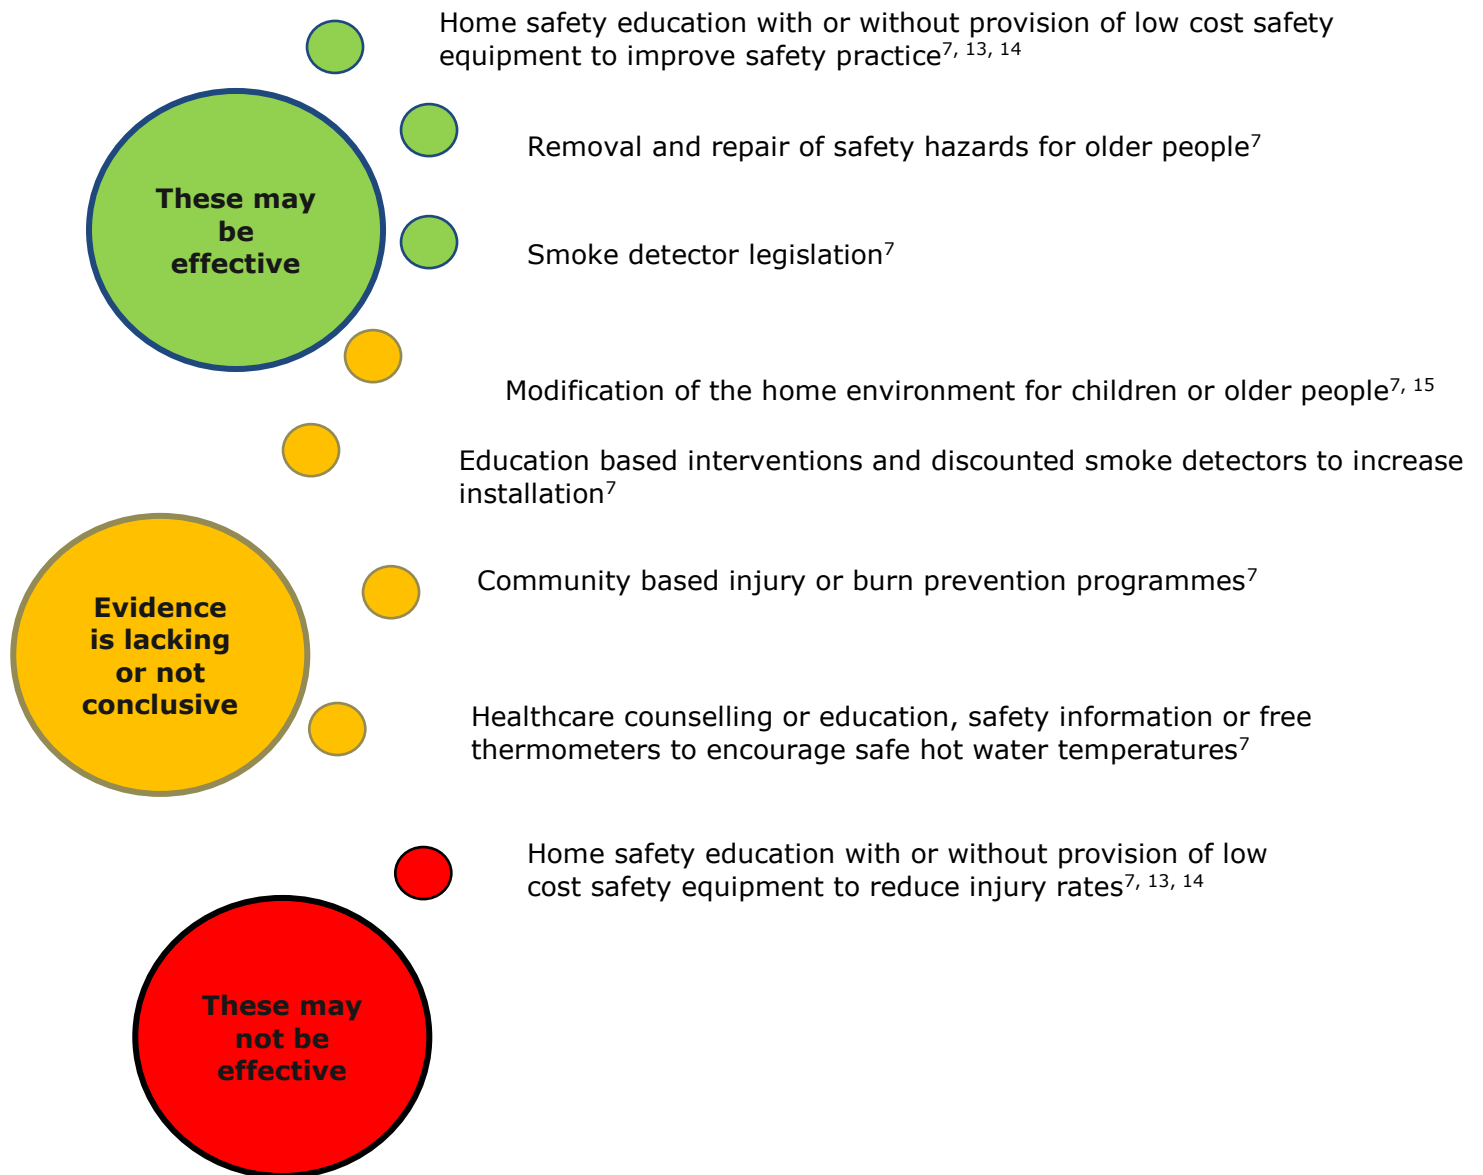 Home safety education with or without provision of low cost safety
equipment to improve safety practice7, 13, 14
Removal and repair of safety hazards for older people7
These may
be
effective
Smoke detector legislation7
Modification of the home environment for children or older people7, 15
Education based interventions and discounted smoke detectors to increase
installation7
Community based injury or burn prevention programmes7
Evidence
is lacking
or not
conclusive
Healthcare counselling or education, safety information or free
thermometers to encourage safe hot water temperatures7
Home safety education with or without provision of low
cost safety equipment to reduce injury rates7, 13, 14
These may
not be
effective